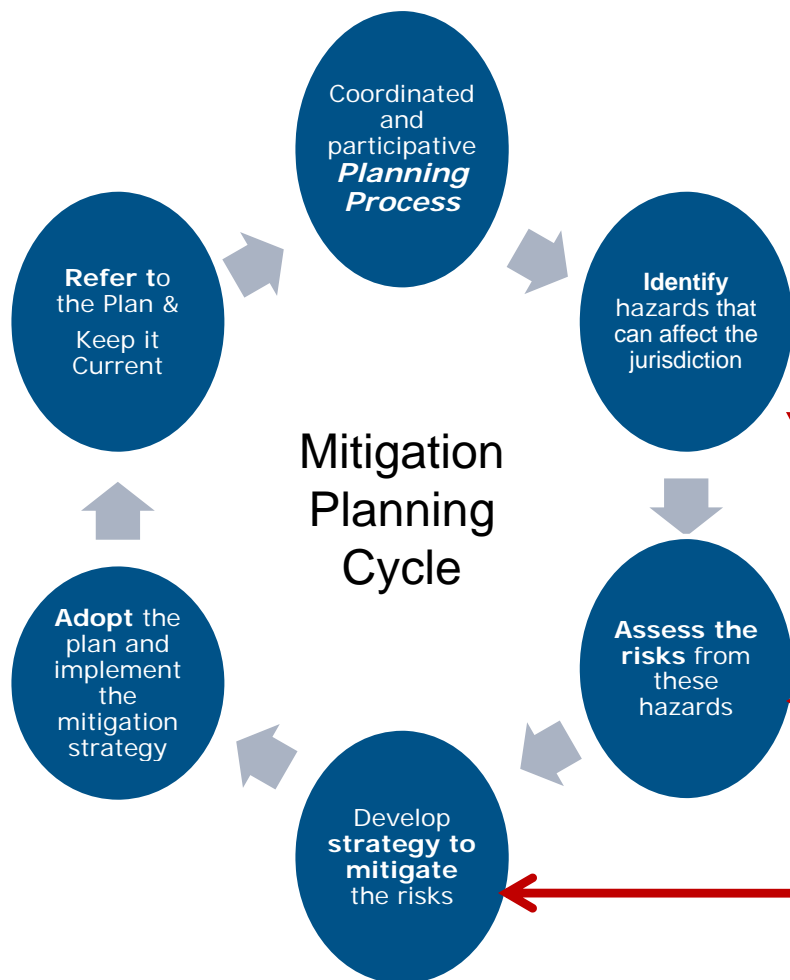 Coordinated
and
participative
Planning
Process
Identify
hazards that
can affect the
jurisdiction
Assess the
risks from
these
hazards
Develop
strategy to
mitigate
the risks
Adopt the
plan and
implement
the
mitigation
strategy
Refer to
the Plan &
Keep it
Current
Mitigation
Planning
Cycle